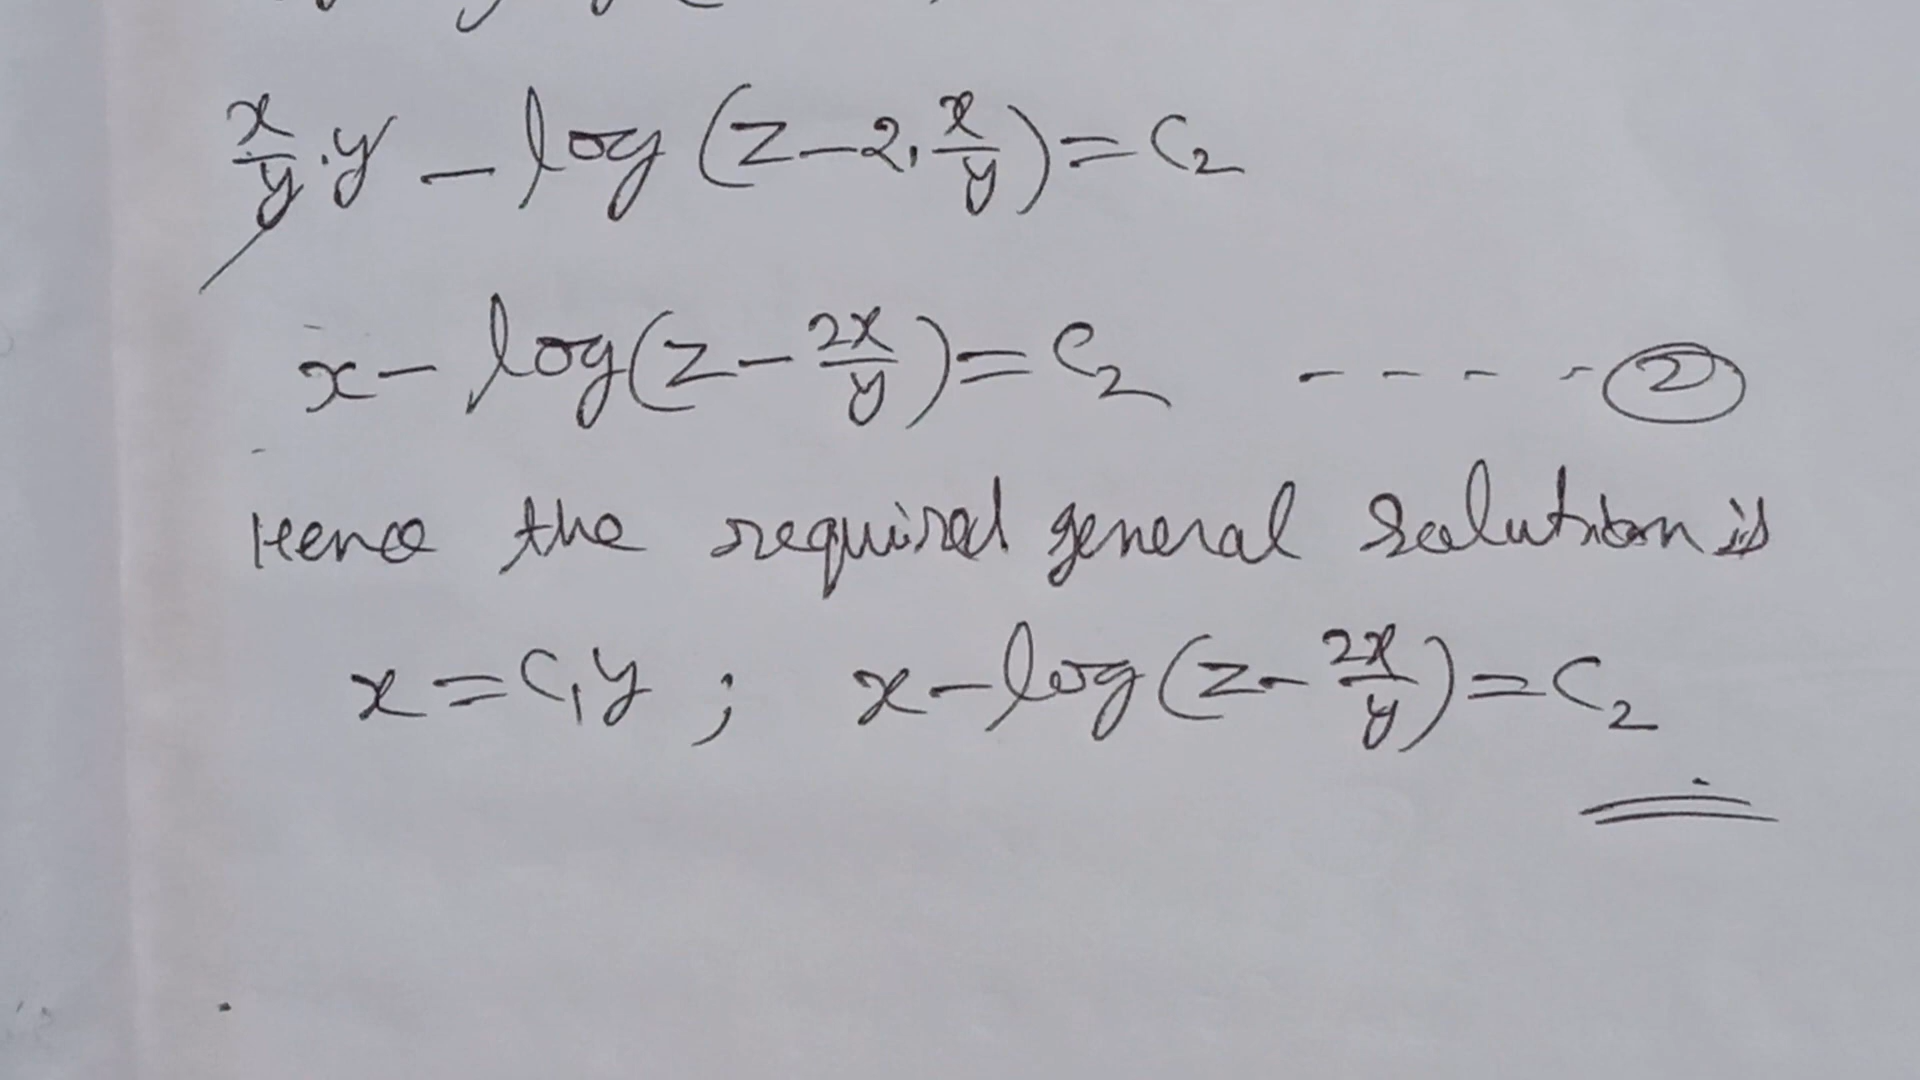 x/y . y - log (z - 2. x/y) = C₂
x - log(z - 2x/y) = C₂ - - - - ②
Hence the required general solution is
x = C₁y ; x - log(z - 2x/y) = C₂